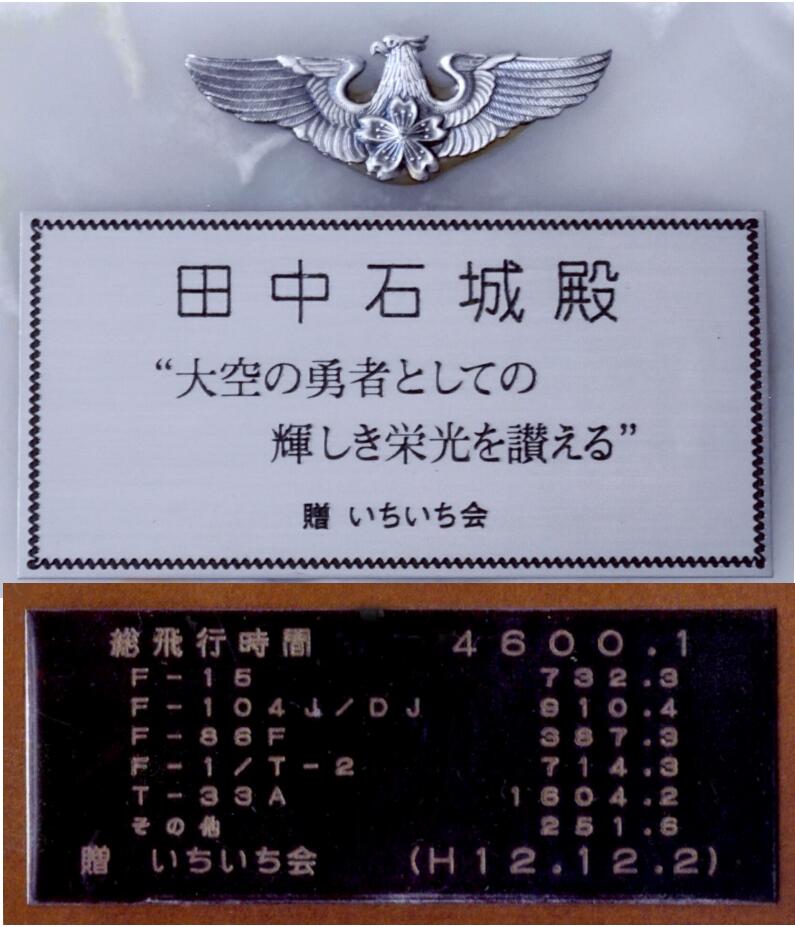 田中石城殿
“大空の勇者としての
輝しき栄光を讃える”
贈 いちいち会
総飛行時間 4600.1
F-15 732.3
F-104J/DJ 910.4
F-86F 387.3
F-1/T-2 714.3
T-33A 1604.2
その他 251.6
贈 いちいち会 (H12.12.2)